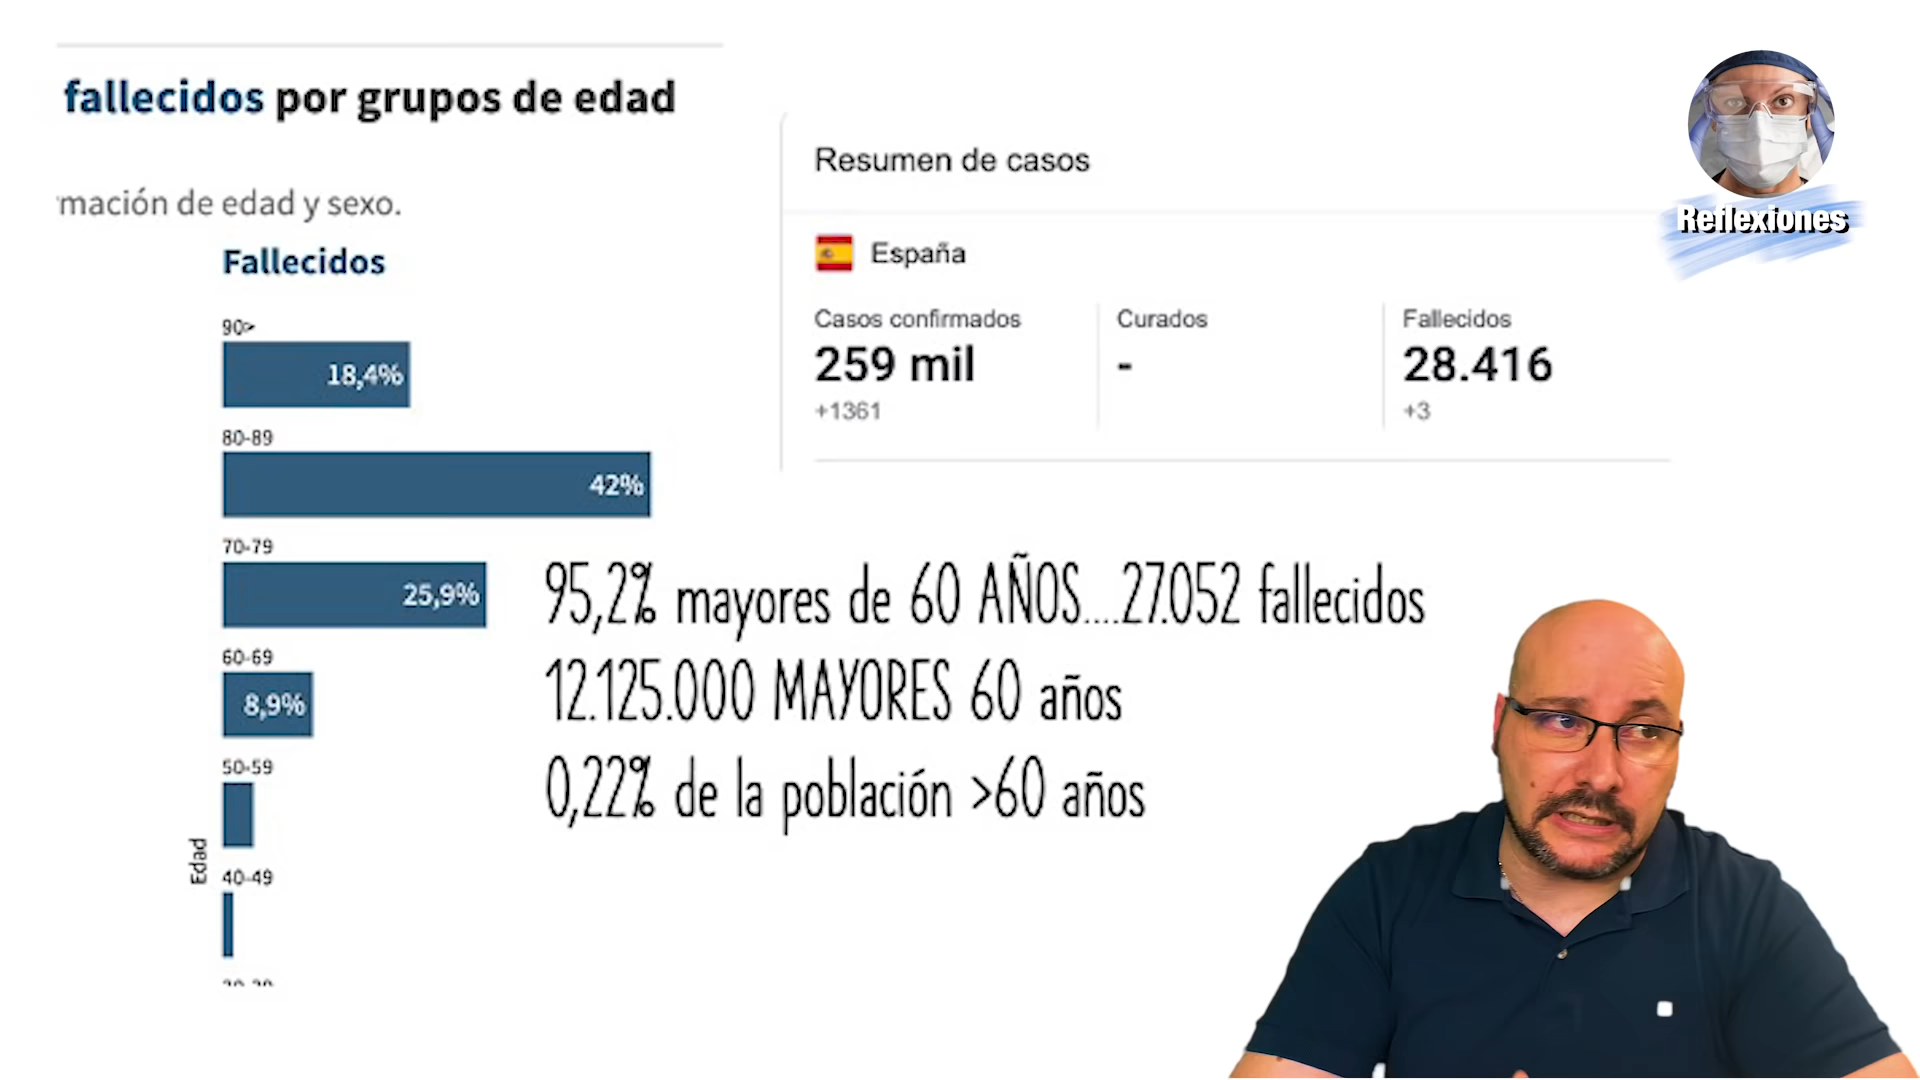 fallecidos por grupos de edad
rmación de edad y sexo.
Fallecidos
90>
18,4%
80-89
42%
70-79
25,9%
60-69
8,9%
50-59
40-49
Edad
Resumen de casos
España
Casos confirmados
259 mil
+1361
Curados
-
Fallecidos
28.416
+3
Reflexiones
95,2% mayores de 60 AÑOS....27.052 fallecidos
12.125.000 MAYORES 60 años
0,22% de la población >60 años